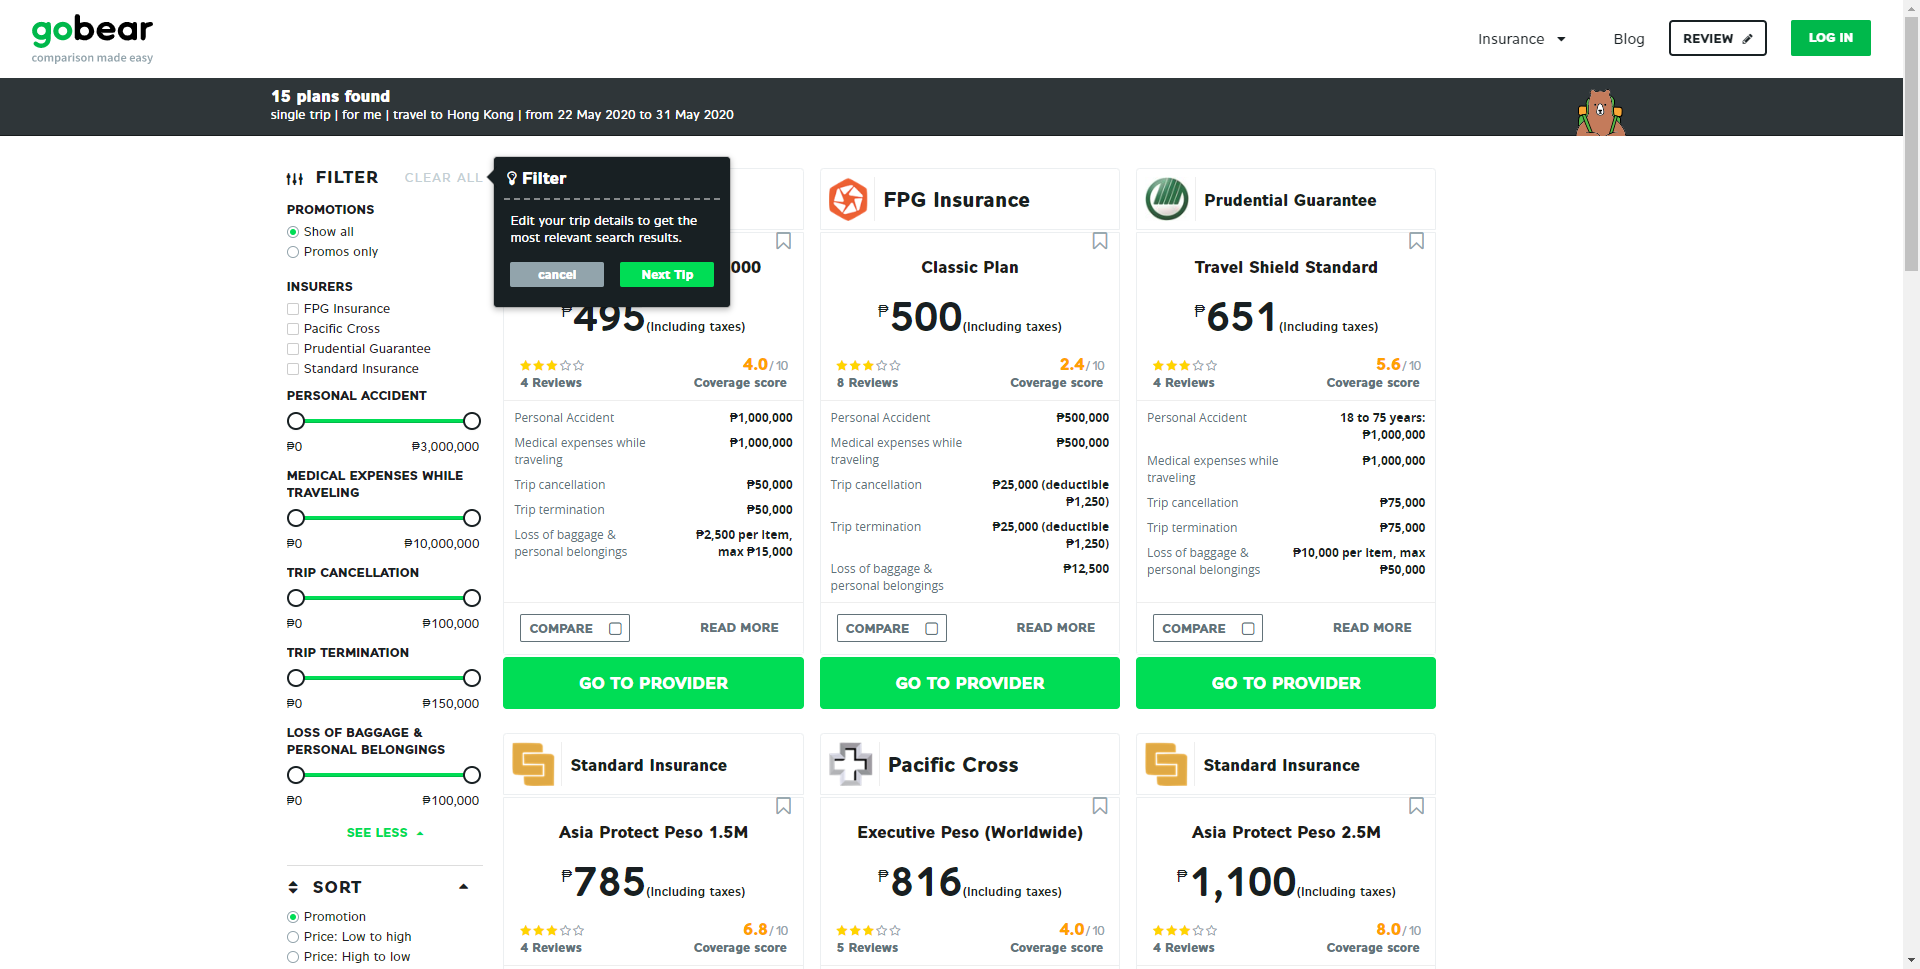 gobear
comparison made easy
Insurance
Blog
REVIEW
LOG IN
15 plans found
single trip | for me | travel to Hong Kong | from 22 May 2020 to 31 May 2020
FILTER
CLEAR ALL
PROMOTIONS
Show all
Promos only
INSURERS
FPG Insurance
Pacific Cross
Prudential Guarantee
Standard Insurance
PERSONAL ACCIDENT
₱0
₱3,000,000
MEDICAL EXPENSES WHILE
TRAVELING
₱0
₱10,000,000
TRIP CANCELLATION
₱0
₱100,000
TRIP TERMINATION
₱0
₱150,000
LOSS OF BAGGAGE &
PERSONAL BELONGINGS
₱0
₱100,000
SEE LESS
SORT
Promotion
Price: Low to high
Price: High to low
Filter
Edit your trip details to get the
most relevant search results.
cancel
Next Tip
000
₱495(Including taxes)
4.0/10
4 Reviews
Coverage score
Personal Accident
₱1,000,000
Medical expenses while
traveling
₱1,000,000
Trip cancellation
₱50,000
Trip termination
₱50,000
Loss of baggage &
personal belongings
₱2,500 per item,
max ₱15,000
COMPARE
READ MORE
GO TO PROVIDER
FPG Insurance
Classic Plan
₱500(Including taxes)
2.4/10
8 Reviews
Coverage score
Personal Accident
₱500,000
Medical expenses while
traveling
₱500,000
Trip cancellation
₱25,000 (deductible
₱1,250)
Trip termination
₱25,000 (deductible
₱1,250)
Loss of baggage &
personal belongings
₱12,500
COMPARE
READ MORE
GO TO PROVIDER
Prudential Guarantee
Travel Shield Standard
₱651(Including taxes)
5.6/10
4 Reviews
Coverage score
Personal Accident
18 to 75 years:
₱1,000,000
Medical expenses while
traveling
₱1,000,000
Trip cancellation
₱75,000
Trip termination
₱75,000
Loss of baggage &
personal belongings
₱10,000 per item, max
₱50,000
COMPARE
READ MORE
GO TO PROVIDER
Standard Insurance
Asia Protect Peso 1.5M
₱785(Including taxes)
6.8/10
4 Reviews
Coverage score
Pacific Cross
Executive Peso (Worldwide)
₱816(Including taxes)
4.0/10
5 Reviews
Coverage score
Standard Insurance
Asia Protect Peso 2.5M
₱1,100(Including taxes)
8.0/10
4 Reviews
Coverage score